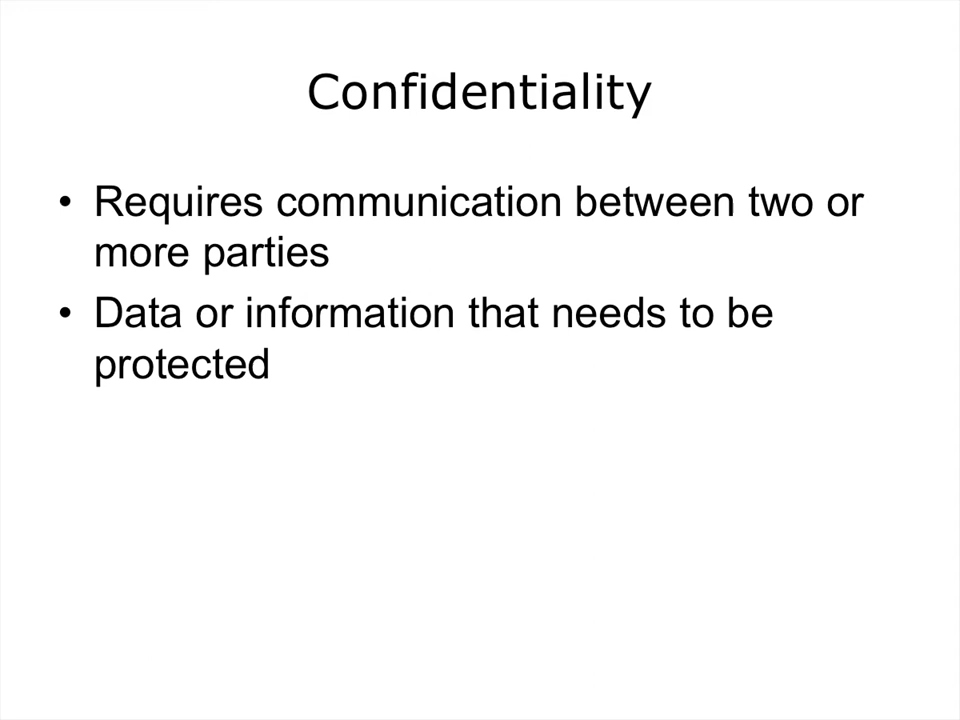 Confidentiality
• Requires communication between two or
more parties
• Data or information that needs to be
protected